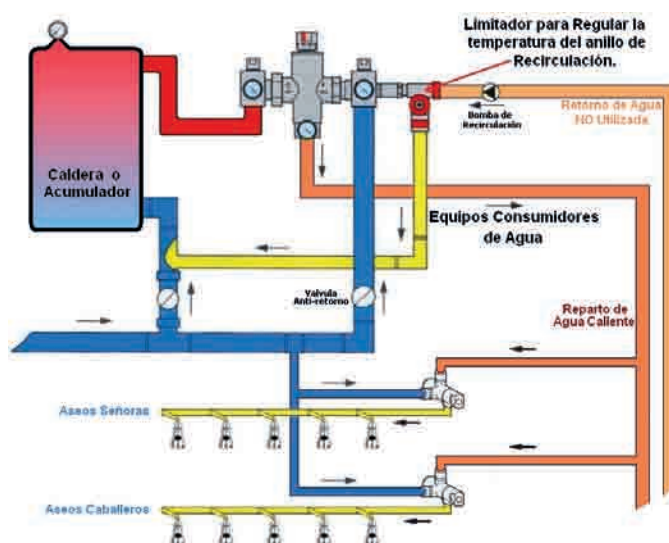 Limitador para Regular la
temperatura del anillo de
Recirculación.
Bomba de
Recirculación
Retorno de Agua
NO Utilizada
Caldera o
Acumulador
Equipos Consumidores
de Agua
Valvula
Anti-retorno
Reparto de
Agua Caliente
Aseos Señoras
Aseos Caballeros